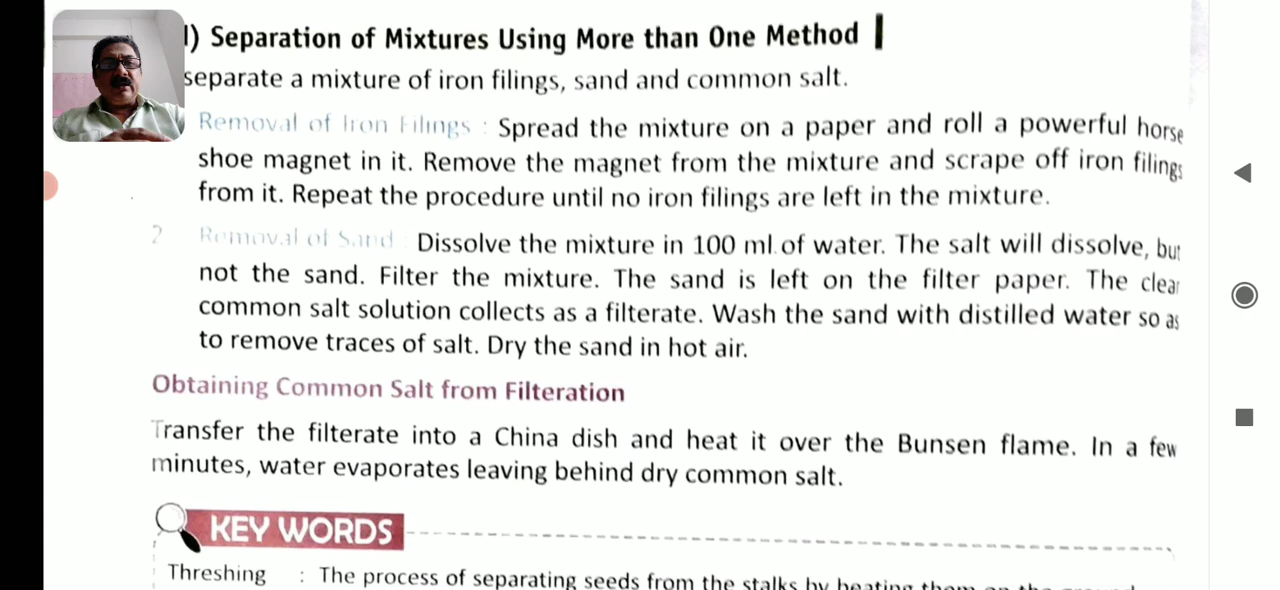 l) Separation of Mixtures Using More than One Method
separate a mixture of iron filings, sand and common salt.
Removal of Iron Filings : Spread the mixture on a paper and roll a powerful horse
shoe magnet in it. Remove the magnet from the mixture and scrape off iron filings
from it. Repeat the procedure until no iron filings are left in the mixture.
2 Removal of Sand : Dissolve the mixture in 100 ml of water. The salt will dissolve, but
not the sand. Filter the mixture. The sand is left on the filter paper. The clear
common salt solution collects as a filterate. Wash the sand with distilled water so as
to remove traces of salt. Dry the sand in hot air.
Obtaining Common Salt from Filteration
Transfer the filterate into a China dish and heat it over the Bunsen flame. In a few
minutes, water evaporates leaving behind dry common salt.
KEY WORDS
Threshing : The process of separating seeds from the stalks by beating them on the ground